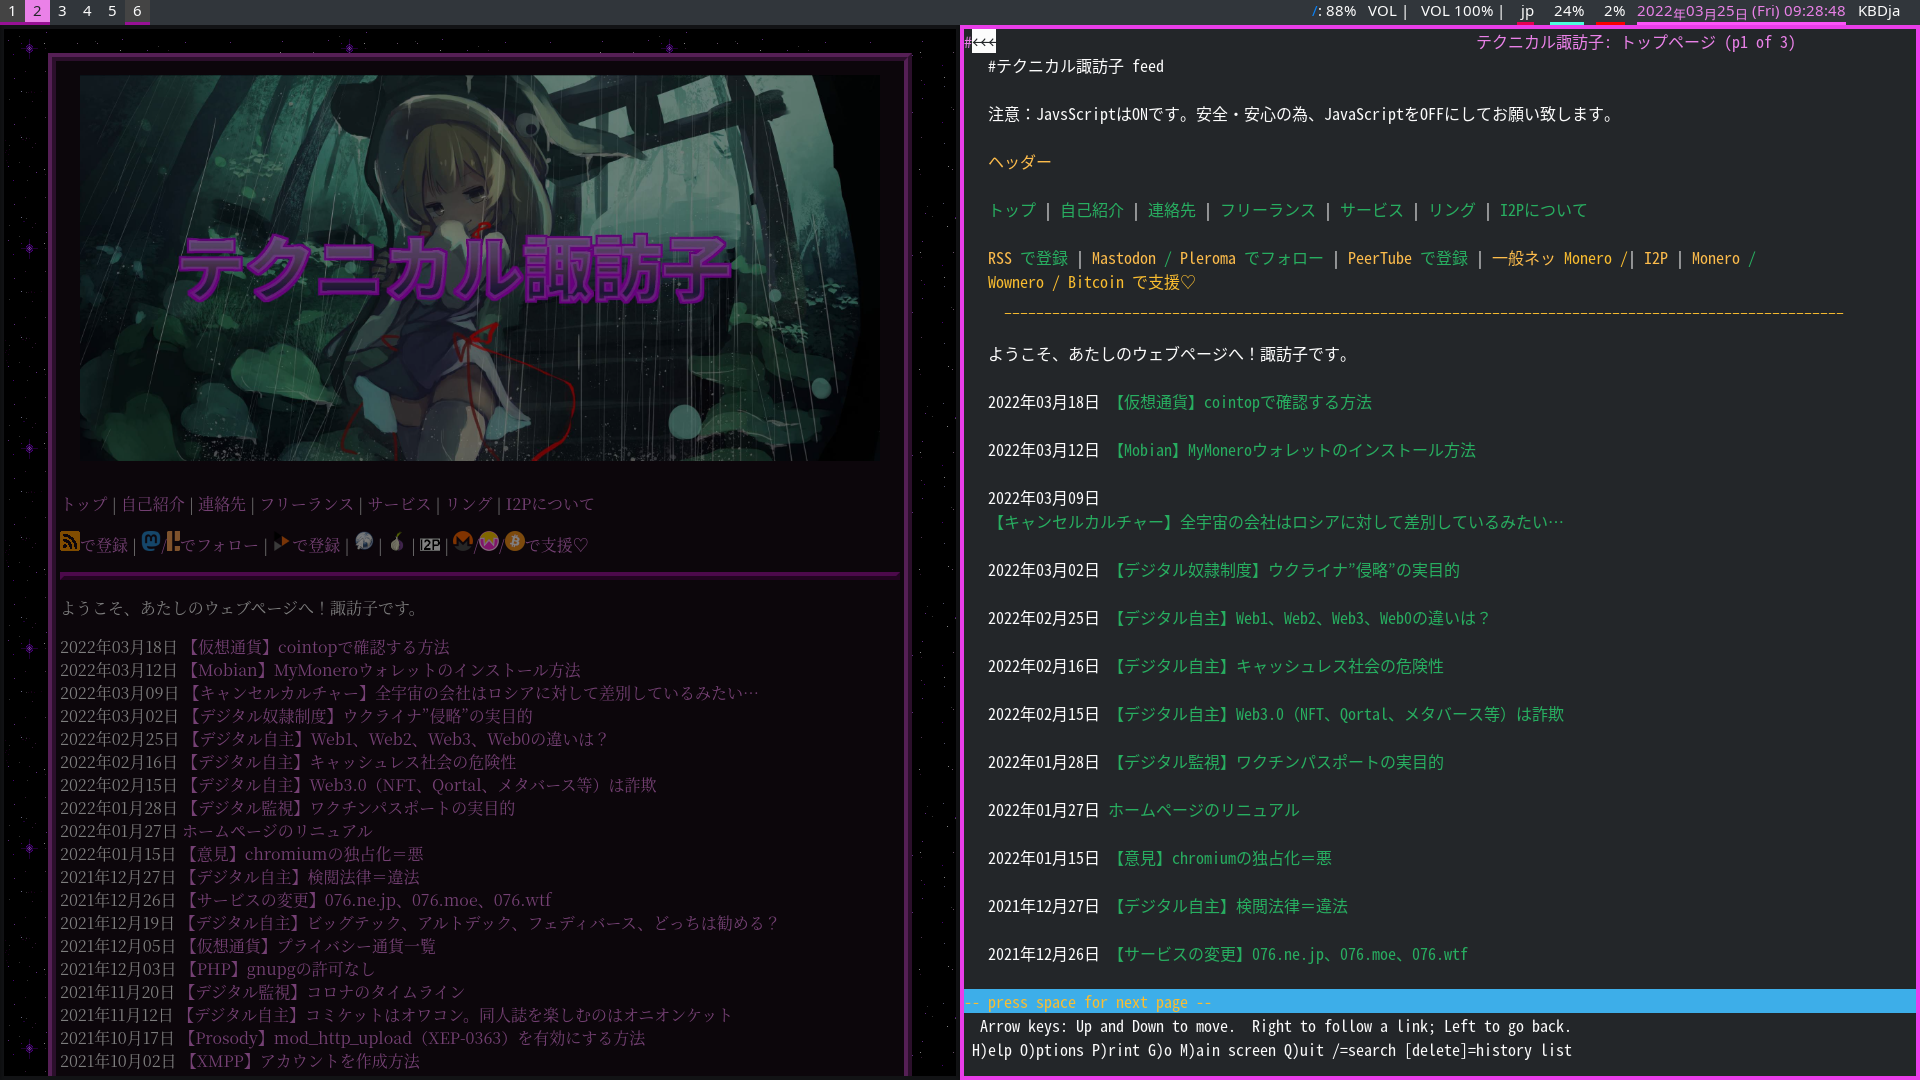 1 2 3 4 5 6
/: 88% VOL | VOL 100% | jp 24% 2% 2022年03月25日 (Fri) 09:28:48 KBDja
テクニカル諏訪子
トップ | 自己紹介 | 連絡先 | フリーランス | サービス | リング | I2Pについて
で登録 | / でフォロー | で登録 | | | I2P | / / で支援♡
ようこそ、あたしのウェブページへ！諏訪子です。
2022年03月18日 【仮想通貨】cointopで確認する方法
2022年03月12日 【Mobian】MyMoneroウォレットのインストール方法
2022年03月09日 【キャンセルカルチャー】全宇宙の会社はロシアに対して差別しているみたい…
2022年03月02日 【デジタル奴隷制度】ウクライナ”侵略”の実目的
2022年02月25日 【デジタル自主】Web1、Web2、Web3、Web0の違いは？
2022年02月16日 【デジタル自主】キャッシュレス社会の危険性
2022年02月15日 【デジタル自主】Web3.0（NFT、Qortal、メタバース等）は詐欺
2022年01月28日 【デジタル監視】ワクチンパスポートの実目的
2022年01月27日 ホームページのリニュアル
2022年01月15日 【意見】chromiumの独占化＝悪
2021年12月27日 【デジタル自主】検閲法律＝違法
2021年12月26日 【サービスの変更】076.ne.jp、076.moe、076.wtf
2021年12月19日 【デジタル自主】ビッグテック、アルトデック、フェディバース、どっちは勧める？
2021年12月05日 【仮想通貨】プライバシー通貨一覧
2021年12月03日 【PHP】gnupgの許可なし
2021年11月20日 【デジタル監視】コロナのタイムライン
2021年11月12日 【デジタル自主】コミケットはオワコン。同人誌を楽しむのはオニオンケット
2021年10月17日 【Prosody】mod_http_upload（XEP-0363）を有効にする方法
2021年10月02日 【XMPP】アカウントを作成方法
#<<< テクニカル諏訪子: トップページ (p1 of 3)
#テクニカル諏訪子 feed
注意：JavsScriptはONです。安全・安心の為、JavaScriptをOFFにしてお願い致します。
ヘッダー
トップ | 自己紹介 | 連絡先 | フリーランス | サービス | リング | I2Pについて
RSS で登録 | Mastodon / Pleroma でフォロー | PeerTube で登録 | 一般ネッ Monero /| I2P | Monero /
Wownero / Bitcoin で支援♡
ようこそ、あたしのウェブページへ！諏訪子です。
2022年03月18日 【仮想通貨】cointopで確認する方法
2022年03月12日 【Mobian】MyMoneroウォレットのインストール方法
2022年03月09日
【キャンセルカルチャー】全宇宙の会社はロシアに対して差別しているみたい…
2022年03月02日 【デジタル奴隷制度】ウクライナ”侵略”の実目的
2022年02月25日 【デジタル自主】Web1、Web2、Web3、Web0の違いは？
2022年02月16日 【デジタル自主】キャッシュレス社会の危険性
2022年02月15日 【デジタル自主】Web3.0（NFT、Qortal、メタバース等）は詐欺
2022年01月28日 【デジタル監視】ワクチンパスポートの実目的
2022年01月27日 ホームページのリニュアル
2022年01月15日 【意見】chromiumの独占化＝悪
2021年12月27日 【デジタル自主】検閲法律＝違法
2021年12月26日 【サービスの変更】076.ne.jp、076.moe、076.wtf
-- press space for next page --
Arrow keys: Up and Down to move.  Right to follow a link; Left to go back.
H)elp O)ptions P)rint G)o M)ain screen Q)uit /=search [delete]=history list